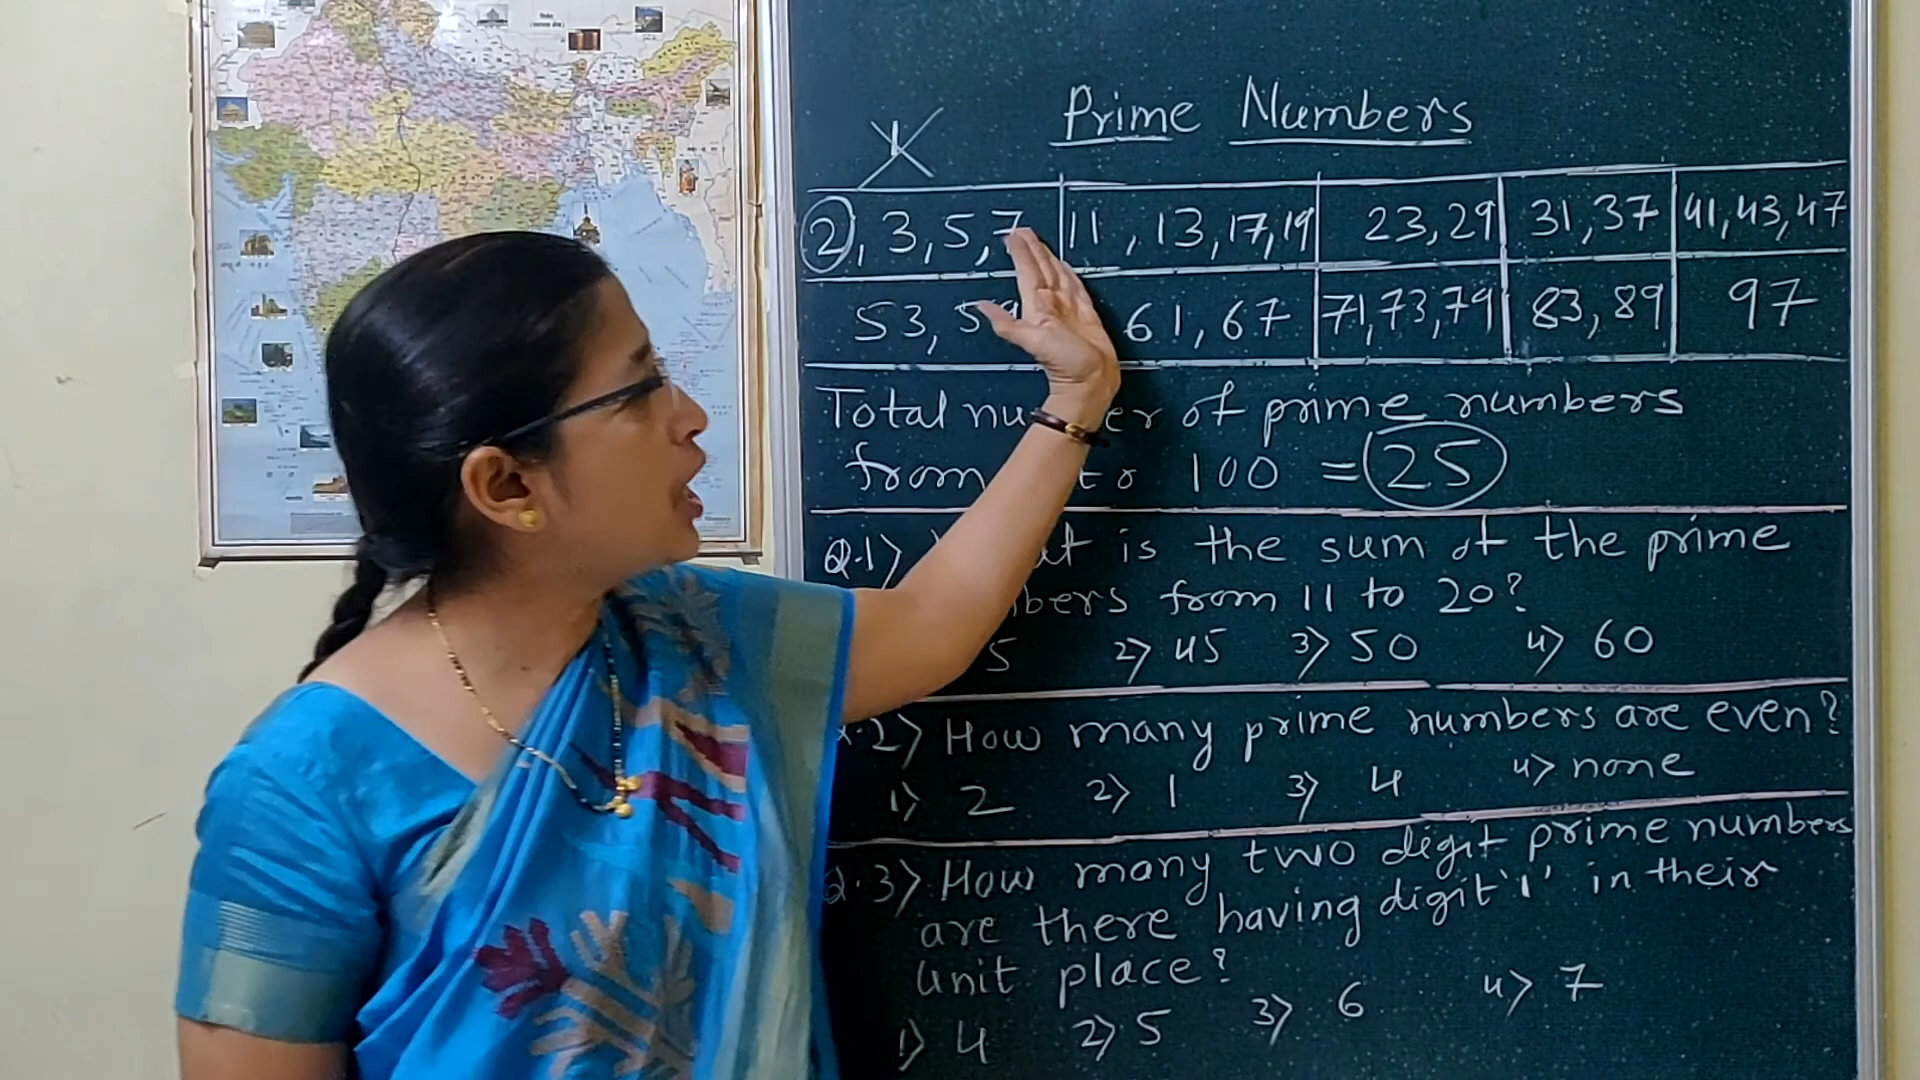 Prime Numbers
1
2, 3, 5, 7 11, 13, 17, 19 23, 29 31, 37 41, 43, 47
53, 59 61, 67 71, 73, 79 83, 89 97
Total number of prime numbers
from to 100 = 25
Q.1) is the sum of the prime
from 11 to 20?
5 2) 45 3) 50 4) 60
2) How many prime numbers are even?
1) 2 2) 1 3) 4 4) none
Q.3) How many two digit prime numbers
are there having digit '1' in their
unit place?
1) 4 2) 5 3) 6 4) 7